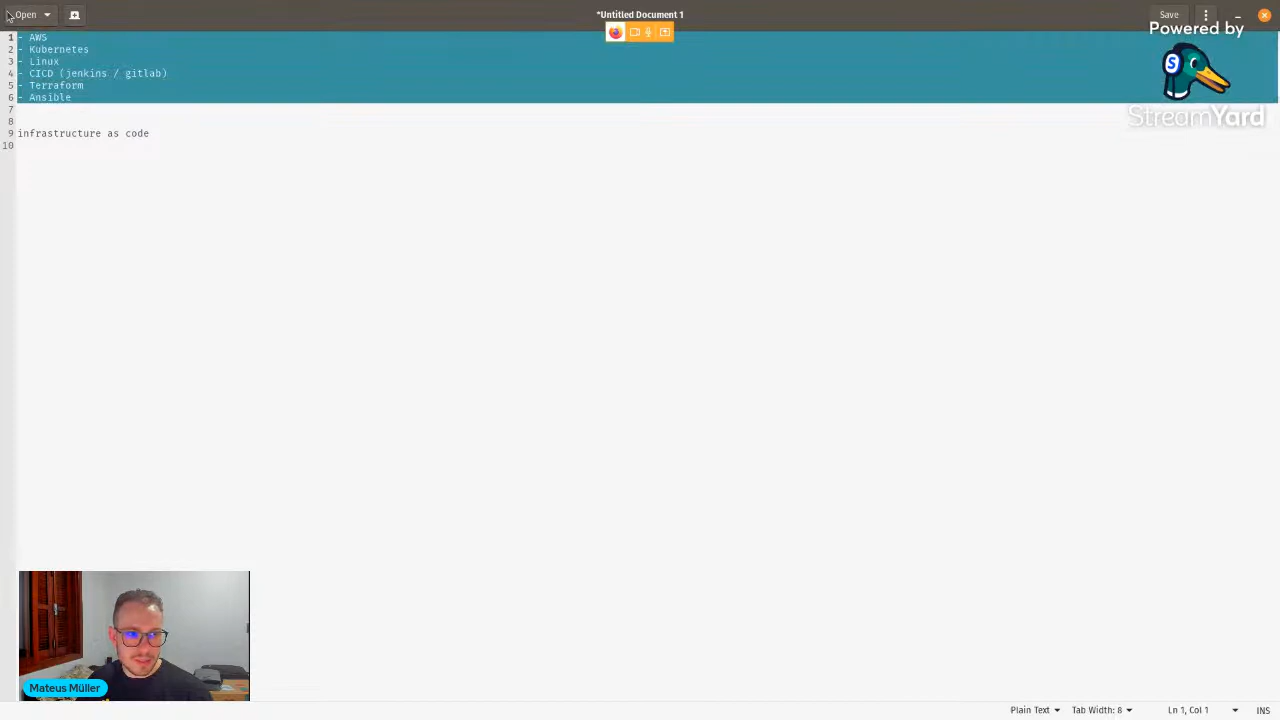 Open
*Untitled Document 1
Save
Powered by
StreamYard
1 - AWS
2 - Kubernetes
3 - Linux
4 - CICD (jenkins / gitlab)
5 - Terraform
6 - Ansible
7
8
9 infrastructure as code
10
Mateus Müller
Plain Text
Tab Width: 8
Ln 1, Col 1
INS